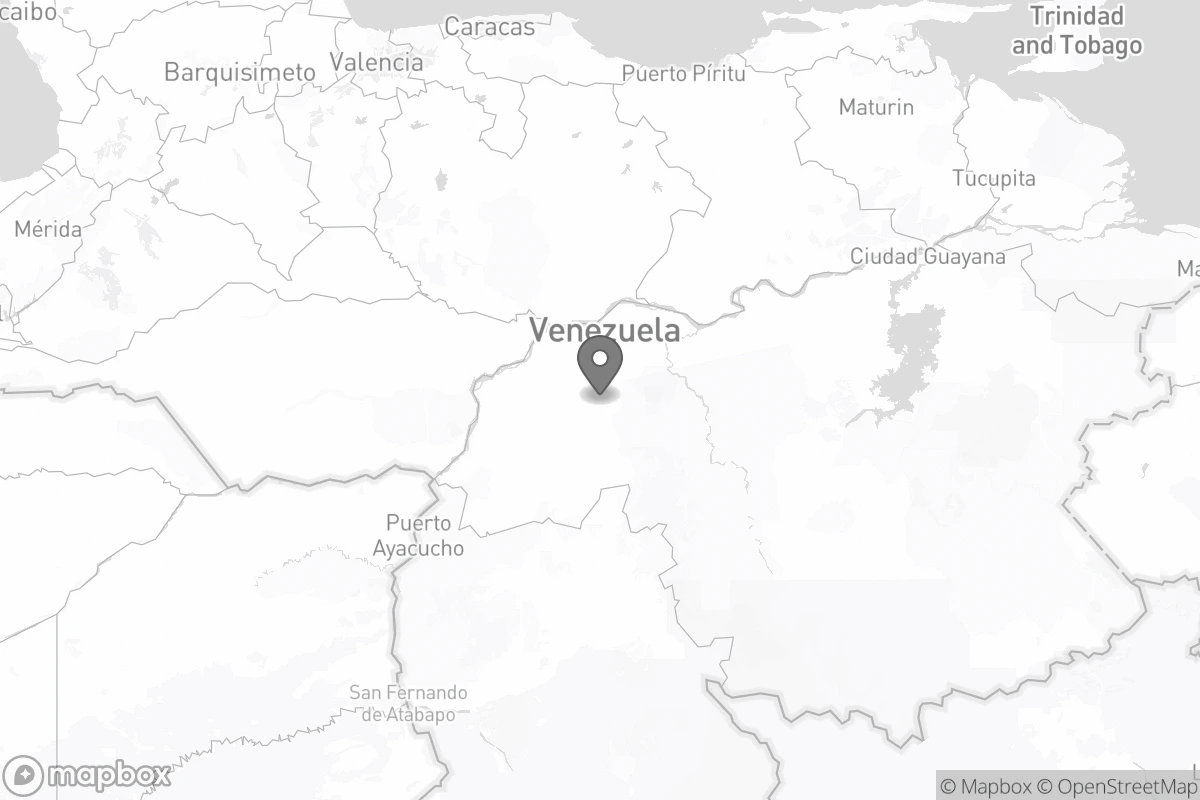 caibo
Caracas
Trinidad
and Tobago
Barquisimeto
Valencia
Puerto Píritu
Maturin
Tucupita
Mérida
Ciudad Guayana
Ma
Venezuela
Puerto
Ayacucho
San Fernando
de Atabapo
mapbox
© Mapbox © OpenStreetMap